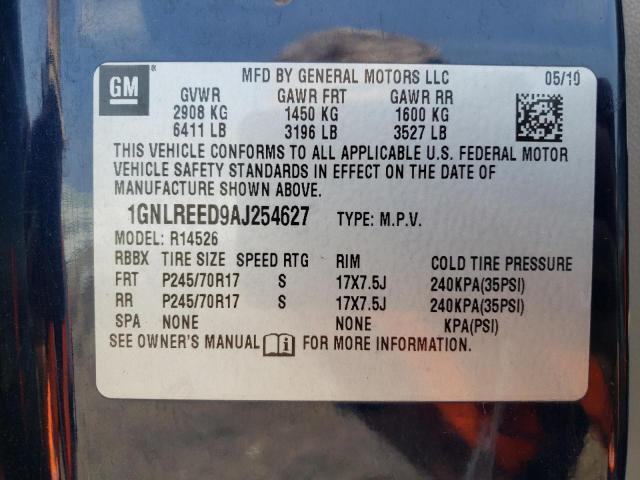 GM ® MFD BY GENERAL MOTORS LLC 05/10
GVWR GAWR FRT GAWR RR
2908 KG 1450 KG 1600 KG
6411 LB 3196 LB 3527 LB
THIS VEHICLE CONFORMS TO ALL APPLICABLE U.S. FEDERAL MOTOR
VEHICLE SAFETY STANDARDS IN EFFECT ON THE DATE OF
MANUFACTURE SHOWN ABOVE.
1GNLREED9AJ254627 TYPE: M.P.V.
MODEL: R14526
RBBX TIRE SIZE SPEED RTG RIM COLD TIRE PRESSURE
FRT P245/70R17 S 17X7.5J 240KPA(35PSI)
RR P245/70R17 S 17X7.5J 240KPA(35PSI)
SPA NONE NONE KPA(PSI)
SEE OWNER'S MANUAL i FOR MORE INFORMATION.